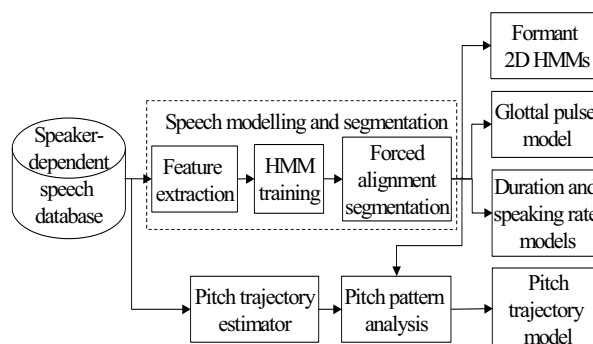 Formant
2D HMMs
Speech modelling and segmentation
Glottal pulse
model
Speaker-
dependent
speech
database
Feature
extraction
HMM
training
Forced
alignment
segmentation
Duration and
speaking rate
models
Pitch trajectory
estimator
Pitch pattern
analysis
Pitch
trajectory
model